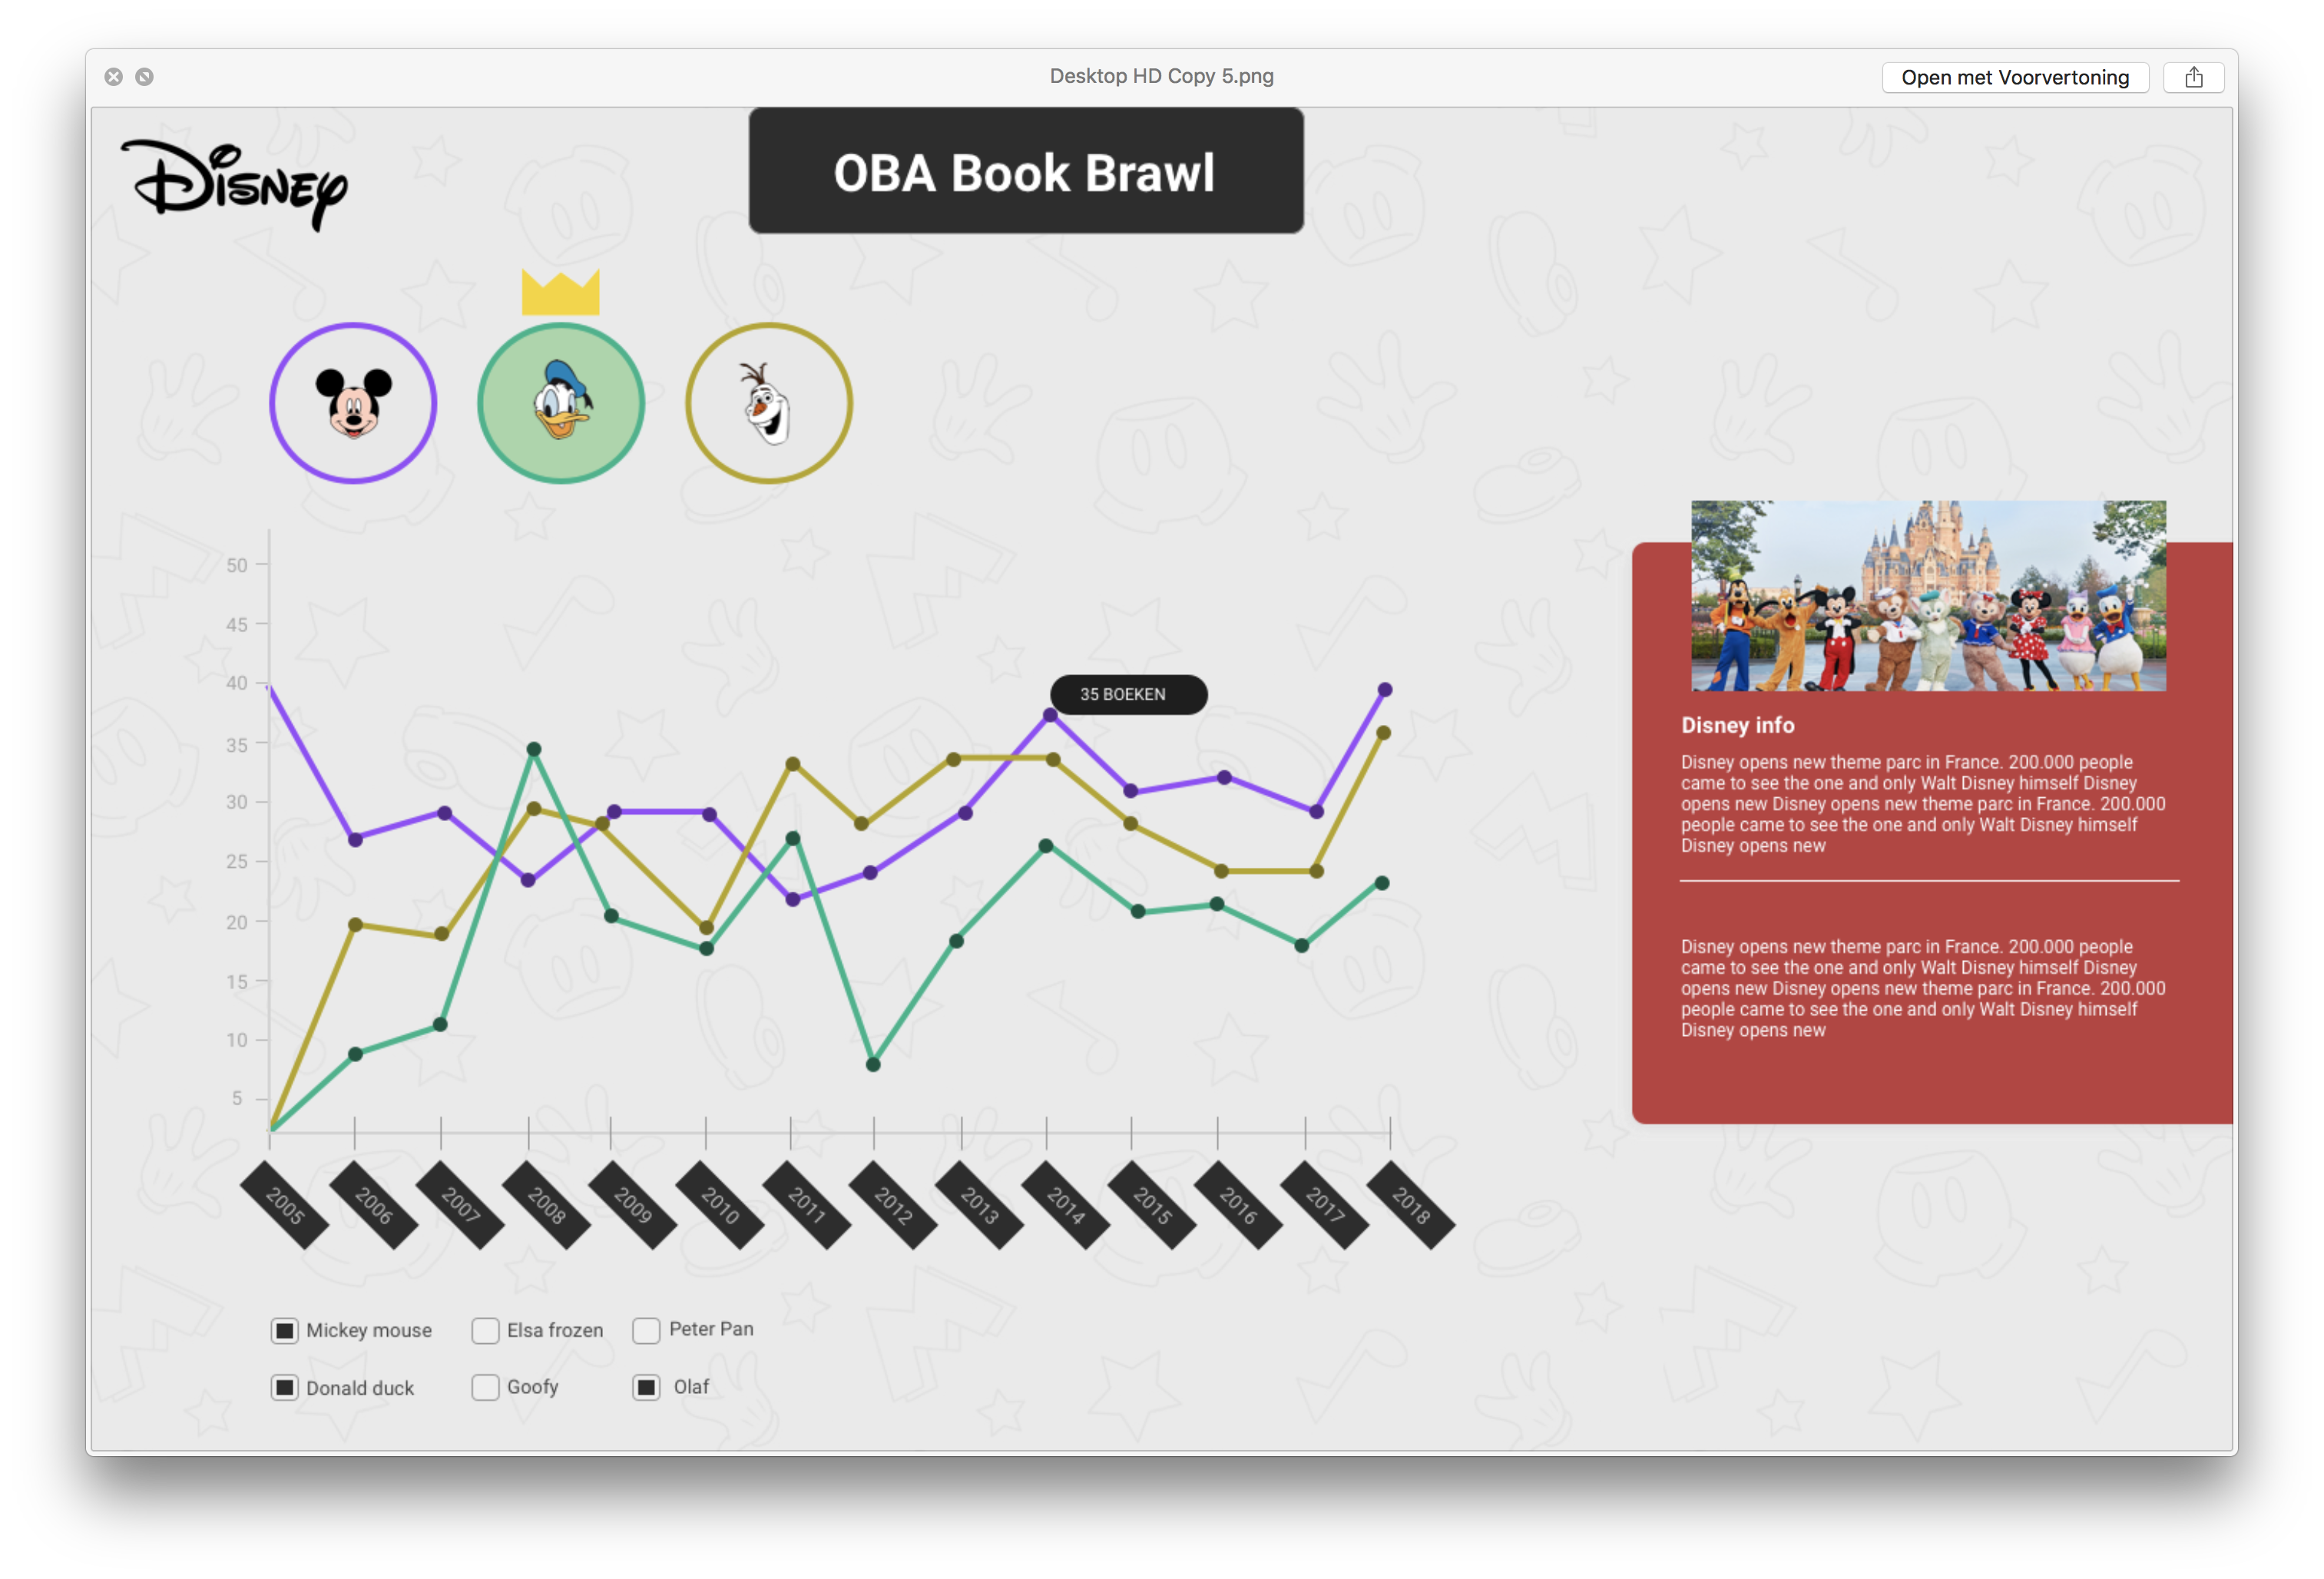 Desktop HD Copy 5.png
Open met Voorvertoning
Disney
OBA Book Brawl
50
45
40
35
30
25
20
15
10
5
35 BOEKEN
2005
2006
2007
2008
2009
2010
2011
2012
2013
2014
2015
2016
2017
2018
Mickey mouse
Elsa frozen
Peter Pan
Donald duck
Goofy
Olaf
Disney info
Disney opens new theme parc in France. 200.000 people
came to see the one and only Walt Disney himself Disney
opens new Disney opens new theme parc in France. 200.000
people came to see the one and only Walt Disney himself
Disney opens new
Disney opens new theme parc in France. 200.000 people
came to see the one and only Walt Disney himself Disney
opens new Disney opens new theme parc in France. 200.000
people came to see the one and only Walt Disney himself
Disney opens new